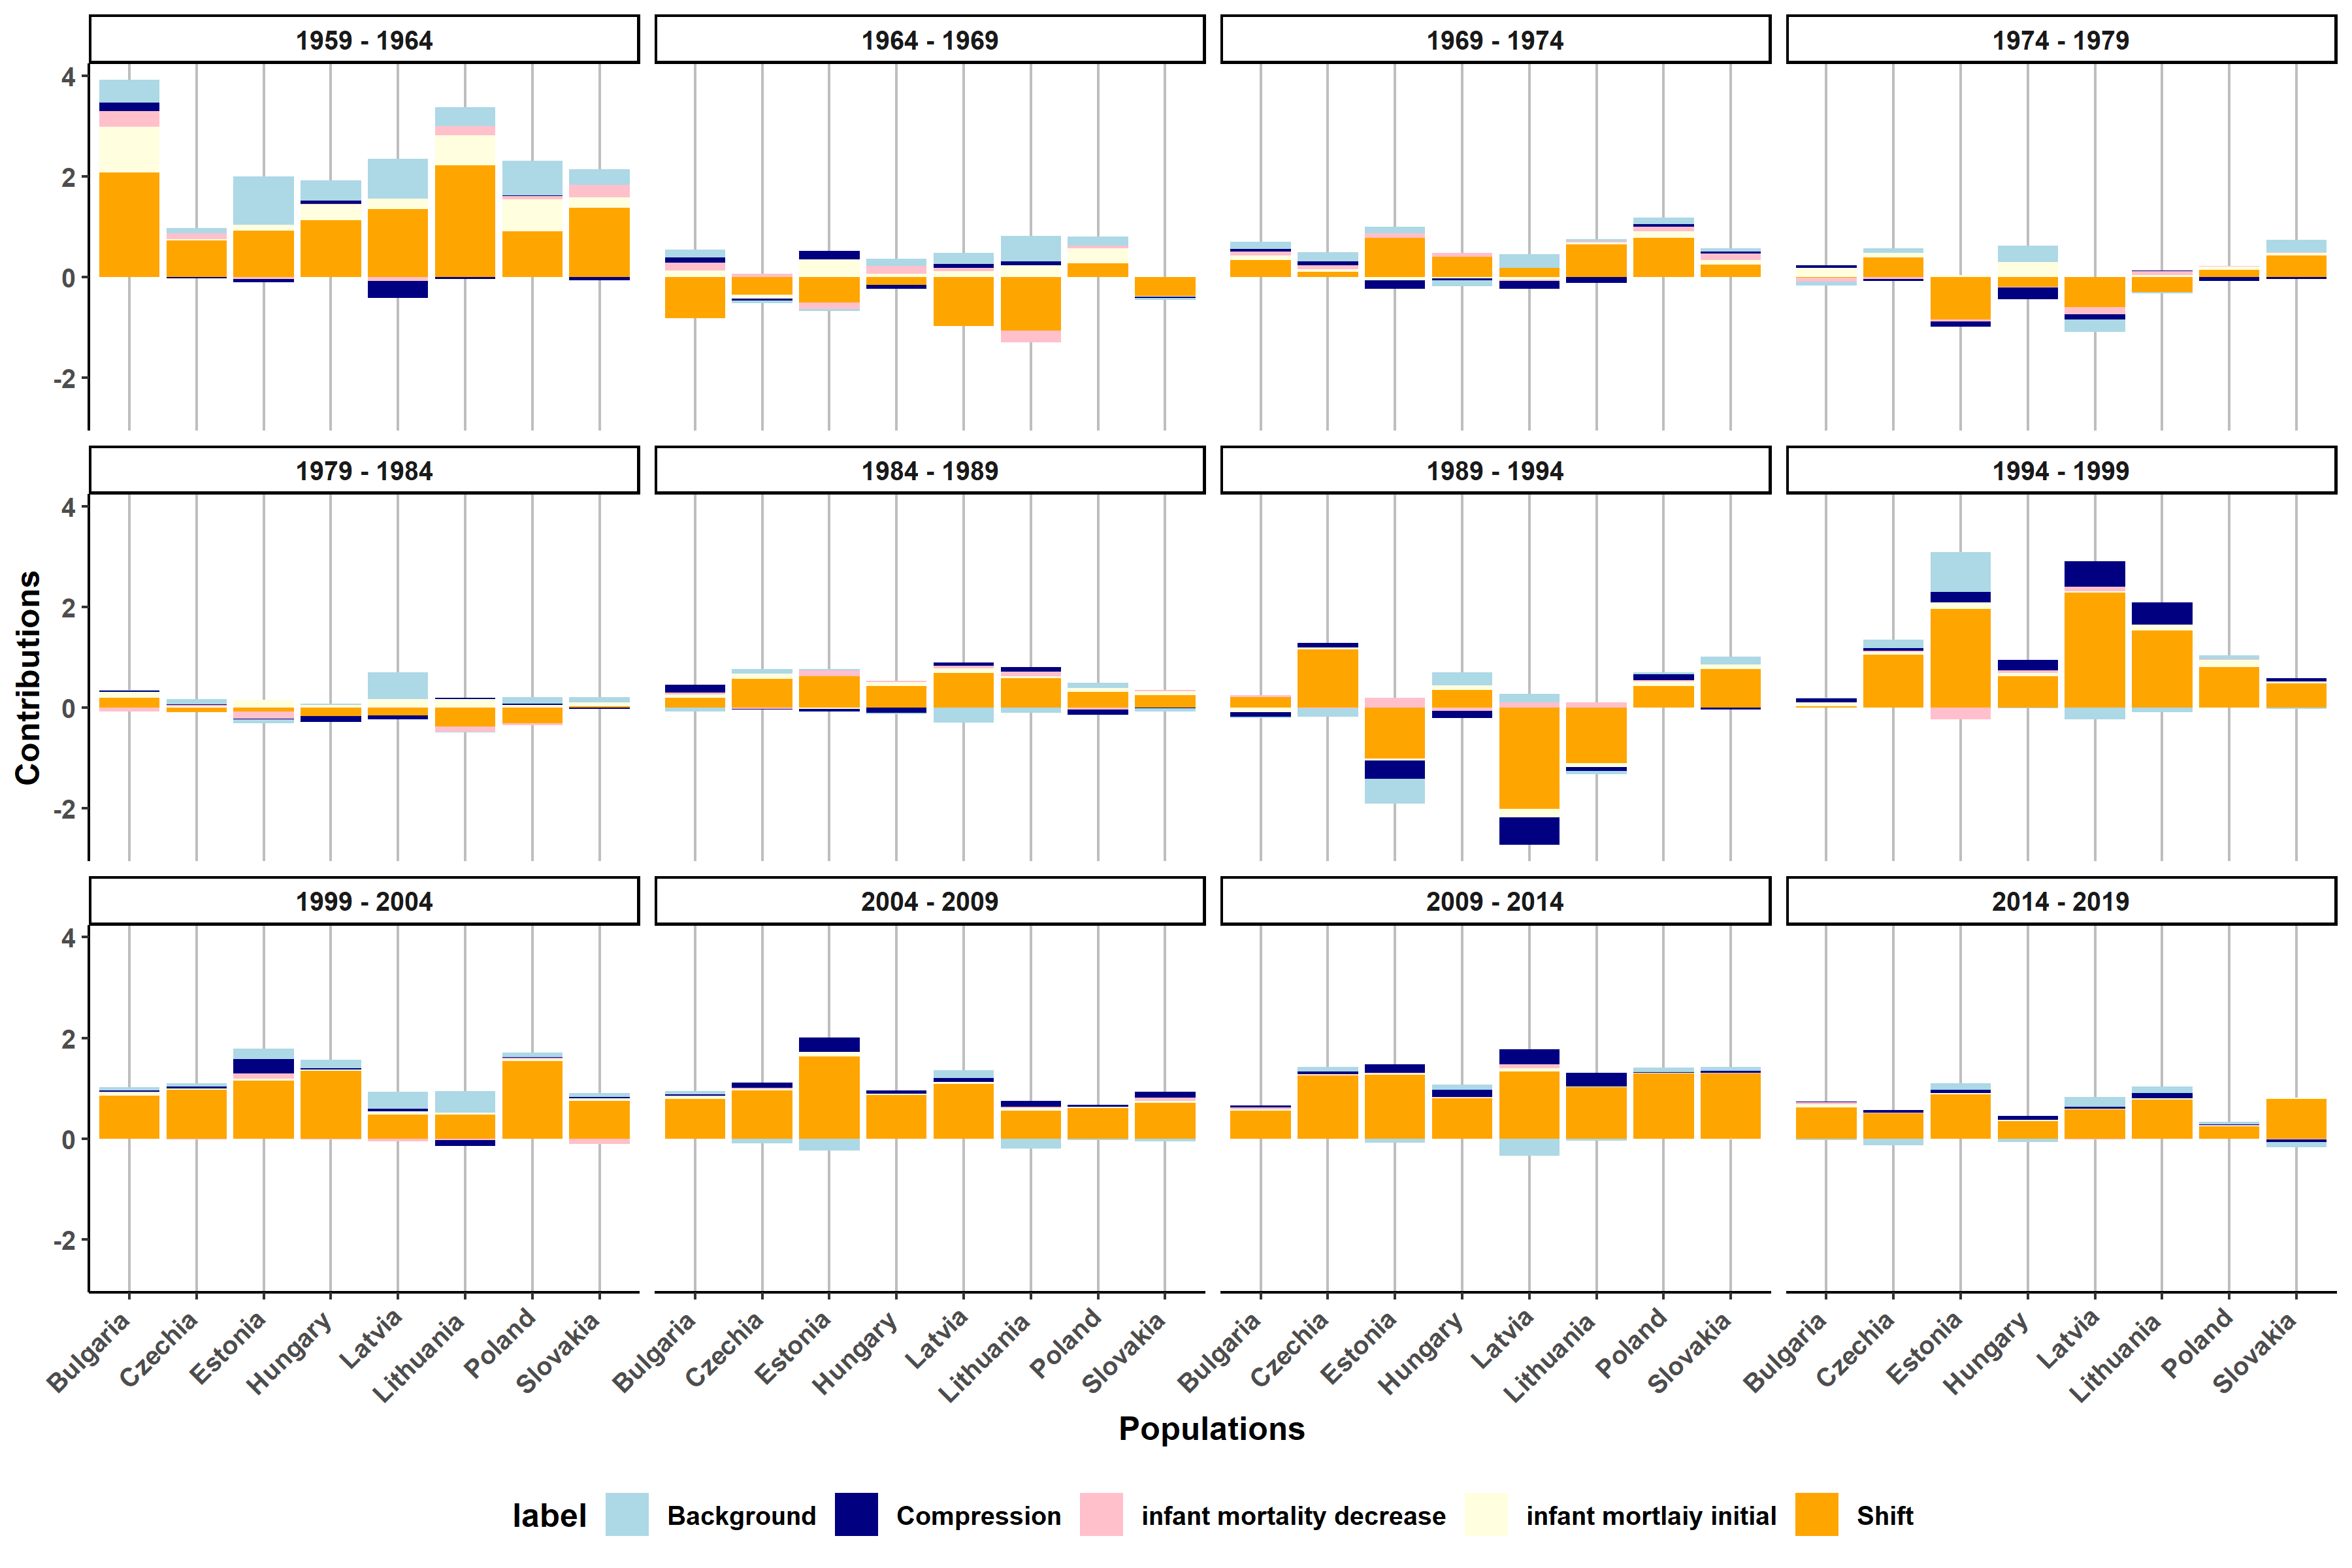 1959 - 1964
1964 - 1969
1969 - 1974
1974 - 1979
4
2
0
-2
1979 - 1984
1984 - 1989
1989 - 1994
1994 - 1999
4
2
0
-2
Contributions
1999 - 2004
2004 - 2009
2009 - 2014
2014 - 2019
4
2
0
-2
Bulgaria
Czechia
Estonia
Hungary
Latvia
Lithuania
Poland
Slovakia
Bulgaria
Czechia
Estonia
Hungary
Latvia
Lithuania
Poland
Slovakia
Bulgaria
Czechia
Estonia
Hungary
Latvia
Lithuania
Poland
Slovakia
Bulgaria
Czechia
Estonia
Hungary
Latvia
Lithuania
Poland
Slovakia
Populations
label Background Compression infant mortality decrease infant mortlaiy initial Shift